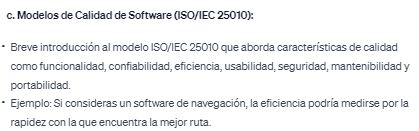 c. Modelos de Calidad de Software (ISO/IEC 25010):
• Breve introducción al modelo ISO/IEC 25010 que aborda características de calidad
como funcionalidad, confiabilidad, eficiencia, usabilidad, seguridad, mantenibilidad y
portabilidad.
• Ejemplo: Si consideras un software de navegación, la eficiencia podría medirse por la
rapidez con la que encuentra la mejor ruta.